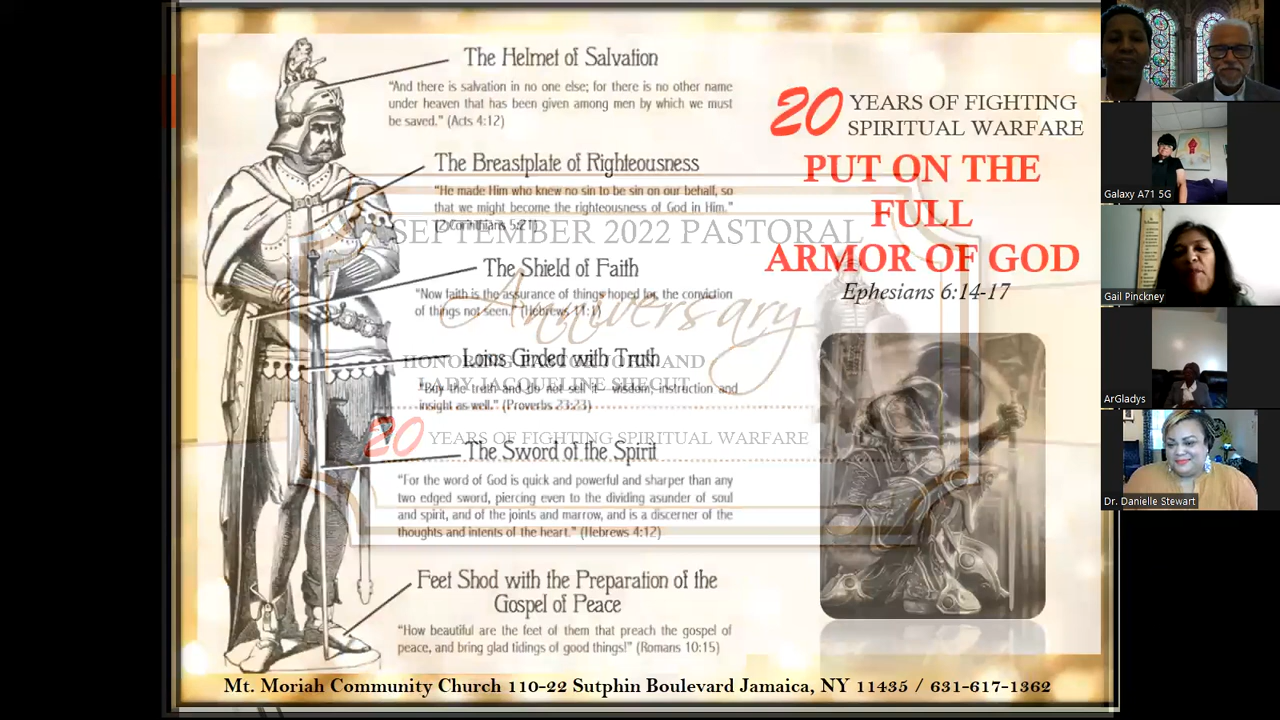 The Helmet of Salvation
"And there is salvation in no one else; for there is no other name
under heaven that has been given among men by which we must
be saved." (Acts 4:12)
The Breastplate of Righteousness
"He made Him who knew no sin to be sin on our behalf, so
that we might become the righteousness of God in Him."
(2 Corinthians 5:21)
The Shield of Faith
"Now faith is the assurance of things hoped for, the conviction
of things not seen." (Hebrews 11:1)
Loins Girded with Truth
"Buy the truth and do not sell it - wisdom, instruction and
insight as well." (Proverbs 23:23)
The Sword of the Spirit
"For the word of God is quick and powerful and sharper than any
two edged sword, piercing even to the dividing asunder of soul
and spirit, and of the joints and marrow, and is a discerner of the
thoughts and intents of the heart." (Hebrews 4:12)
Feet Shod with the Preparation of the
Gospel of Peace
"How beautiful are the feet of them that preach the gospel of
peace, and bring glad tidings of good things!" (Romans 10:15)
SEPTEMBER 2022 PASTORAL
Anniversary
HONORING PASTOR JOHN AND
LADY JACQUELINE SHEGUT
20 YEARS OF FIGHTING SPIRITUAL WARFARE
20 YEARS OF FIGHTING
SPIRITUAL WARFARE
PUT ON THE
FULL
ARMOR OF GOD
Ephesians 6:14-17
Mt. Moriah Community Church 110-22 Sutphin Boulevard Jamaica, NY 11435 / 631-617-1362
Galaxy A71 5G
Gail Pinckney
ArGladys
Dr. Danielle Stewart